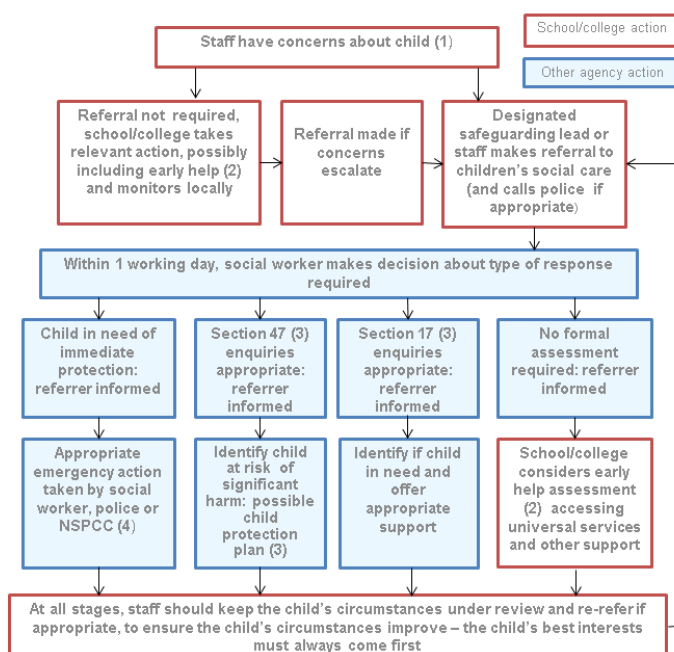 Staff have concerns about child (1)
School/college action
Other agency action
Referral not required,
school/college takes
relevant action, possibly
including early help (2)
and monitors locally
Referral made if
concerns
escalate
Designated
safeguarding lead or
staff makes referral to
children's social care
(and calls police if
appropriate)
Within 1 working day, social worker makes decision about type of response
required
Child in need of
immediate
protection:
referrer informed
Section 47 (3)
enquiries
appropriate:
referrer
informed
Section 17 (3)
enquiries
appropriate:
referrer
informed
No formal
assessment
required: referrer
informed
Appropriate
emergency action
taken by social
worker, police or
NSPCC (4)
Identify child
at risk of
significant
harm: possible
child
protection
plan (3)
Identify if child
in need and
offer
appropriate
support
School/college
considers early
help assessment
(2) accessing
universal services
and other support
At all stages, staff should keep the child's circumstances under review and re-refer if
appropriate, to ensure the child's circumstances improve – the child's best interests
must always come first